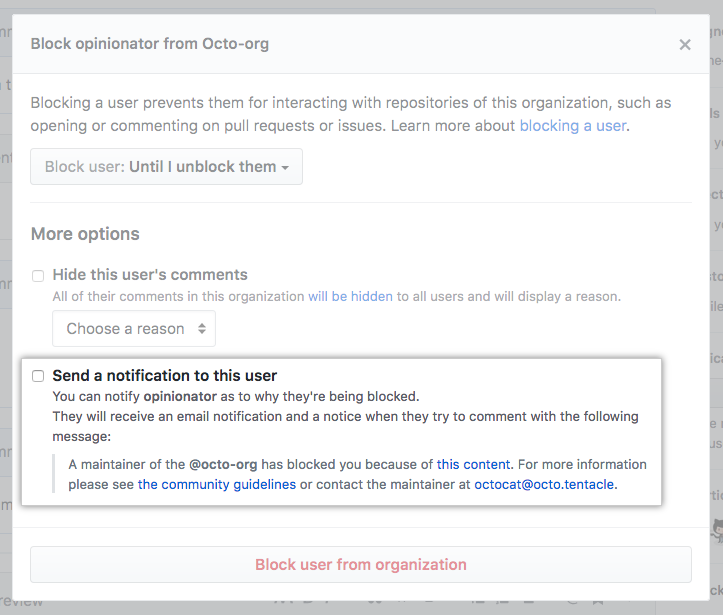 Block opinionator from Octo-org
Blocking a user prevents them for interacting with repositories of this organization, such as
opening or commenting on pull requests or issues. Learn more about blocking a user.
Block user: Until I unblock them
More options
Hide this user's comments
All of their comments in this organization will be hidden to all users and will display a reason.
Choose a reason
Send a notification to this user
You can notify opinionator as to why they're being blocked.
They will receive an email notification and a notice when they try to comment with the following
message:
A maintainer of the @octo-org has blocked you because of this content. For more information
please see the community guidelines or contact the maintainer at octocat@octo.tentacle.
Block user from organization